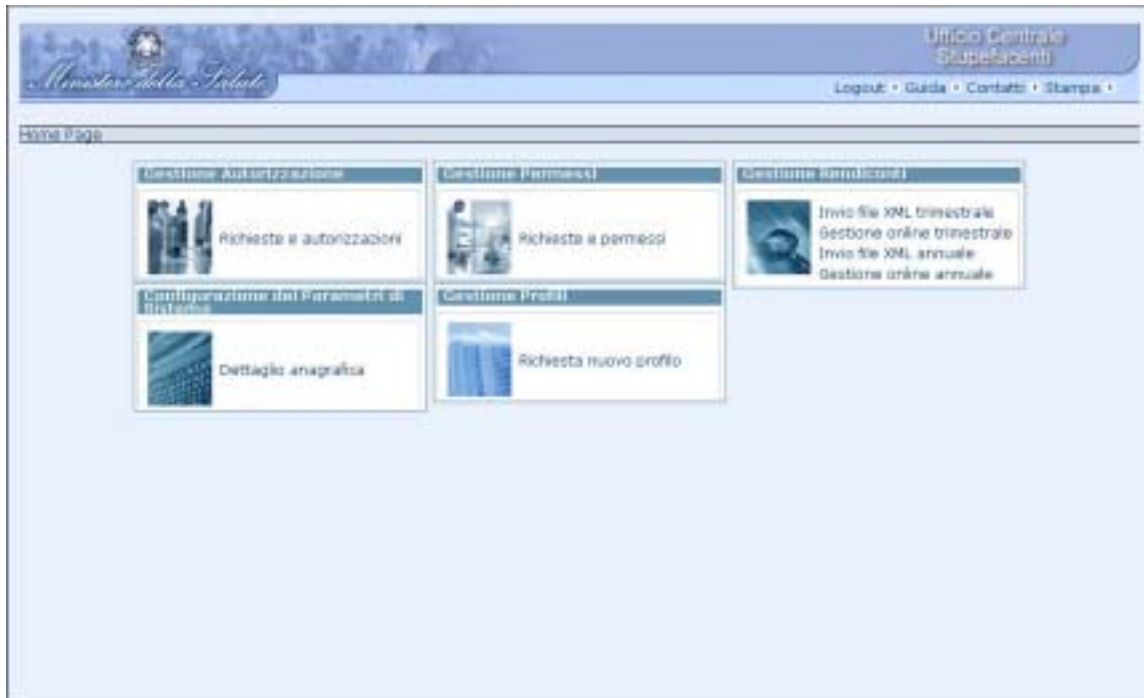 Ministero della Salute
Ufficio Centrale
Stupefacenti
Logout Guida Contatti Stampa
Home Page
Gestione Autorizzazione
Richieste e autorizzazioni
Gestione Permessi
Richieste e permessi
Gestione Rendiconti
Invio file XML trimestrale
Gestione online trimestrale
Invio file XML annuale
Gestione online annuale
Configurazione dei Parametri di
Sistema
Dettaglio anagrafica
Gestione Profili
Richiesta nuovo profilo